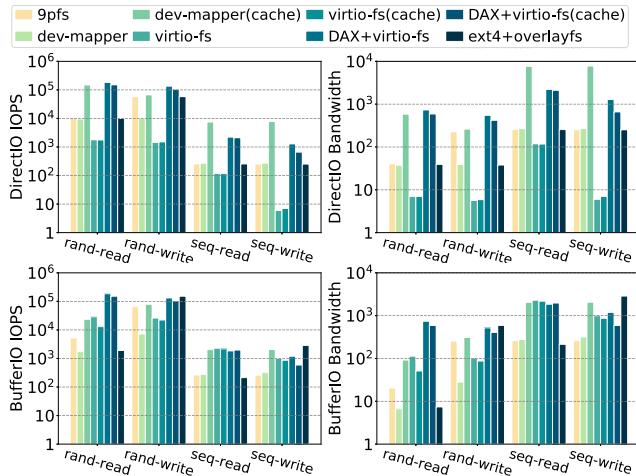 9pfs dev-mapper(cache) virtio-fs(cache) DAX+virtio-fs(cache)
dev-mapper virtio-fs DAX+virtio-fs ext4+overlayfs
DirectIO IOPS
10^6
10^5
10^4
10^3
10^2
10^1
1
rand-read rand-write seq-read seq-write
DirectIO Bandwidth
10^4
10^3
10^2
10^1
1
rand-read rand-write seq-read seq-write
BufferIO IOPS
10^6
10^5
10^4
10^3
10^2
10^1
1
rand-read rand-write seq-read seq-write
BufferIO Bandwidth
10^4
10^3
10^2
10^1
1
rand-read rand-write seq-read seq-write